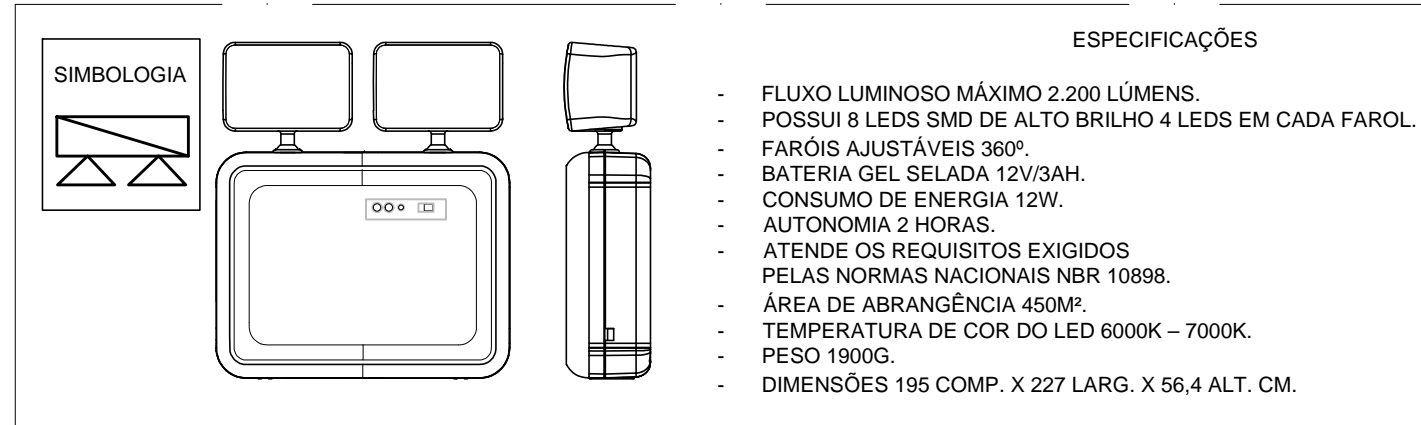 SIMBOLOGIA
ESPECIFICAÇÕES
- FLUXO LUMINOSO MÁXIMO 2.200 LÚMENS.
- POSSUI 8 LEDS SMD DE ALTO BRILHO 4 LEDS EM CADA FAROL.
- FARÓIS AJUSTÁVEIS 360º.
- BATERIA GEL SELADA 12V/3AH.
- CONSUMO DE ENERGIA 12W.
- AUTONOMIA 2 HORAS.
- ATENDE OS REQUISITOS EXIGIDOS
PELAS NORMAS NACIONAIS NBR 10898.
- ÁREA DE ABRANGÊNCIA 450M².
- TEMPERATURA DE COR DO LED 6000K – 7000K.
- PESO 1900G.
- DIMENSÕES 195 COMP. X 227 LARG. X 56,4 ALT. CM.